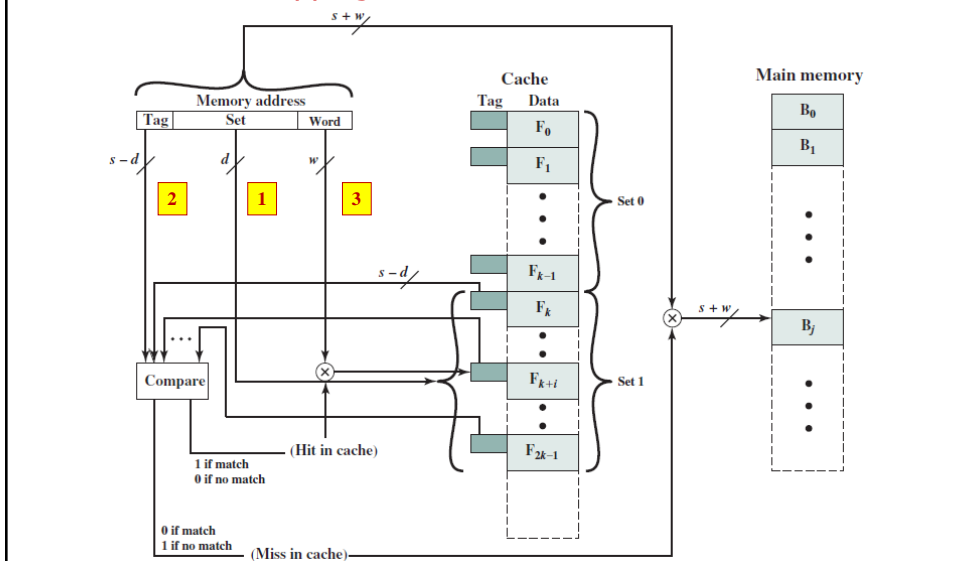 s + w
Cache
Main memory
Memory address
Tag Data
Tag Set Word
F0
B0
B1
s – d
d
w
F1
2
1
3
Set 0
s – d
Fk–1
Fk
s + w
Bj
...
Compare
Fk+i
Set 1
(Hit in cache)
F2k–1
1 if match
0 if no match
0 if match
1 if no match
(Miss in cache)